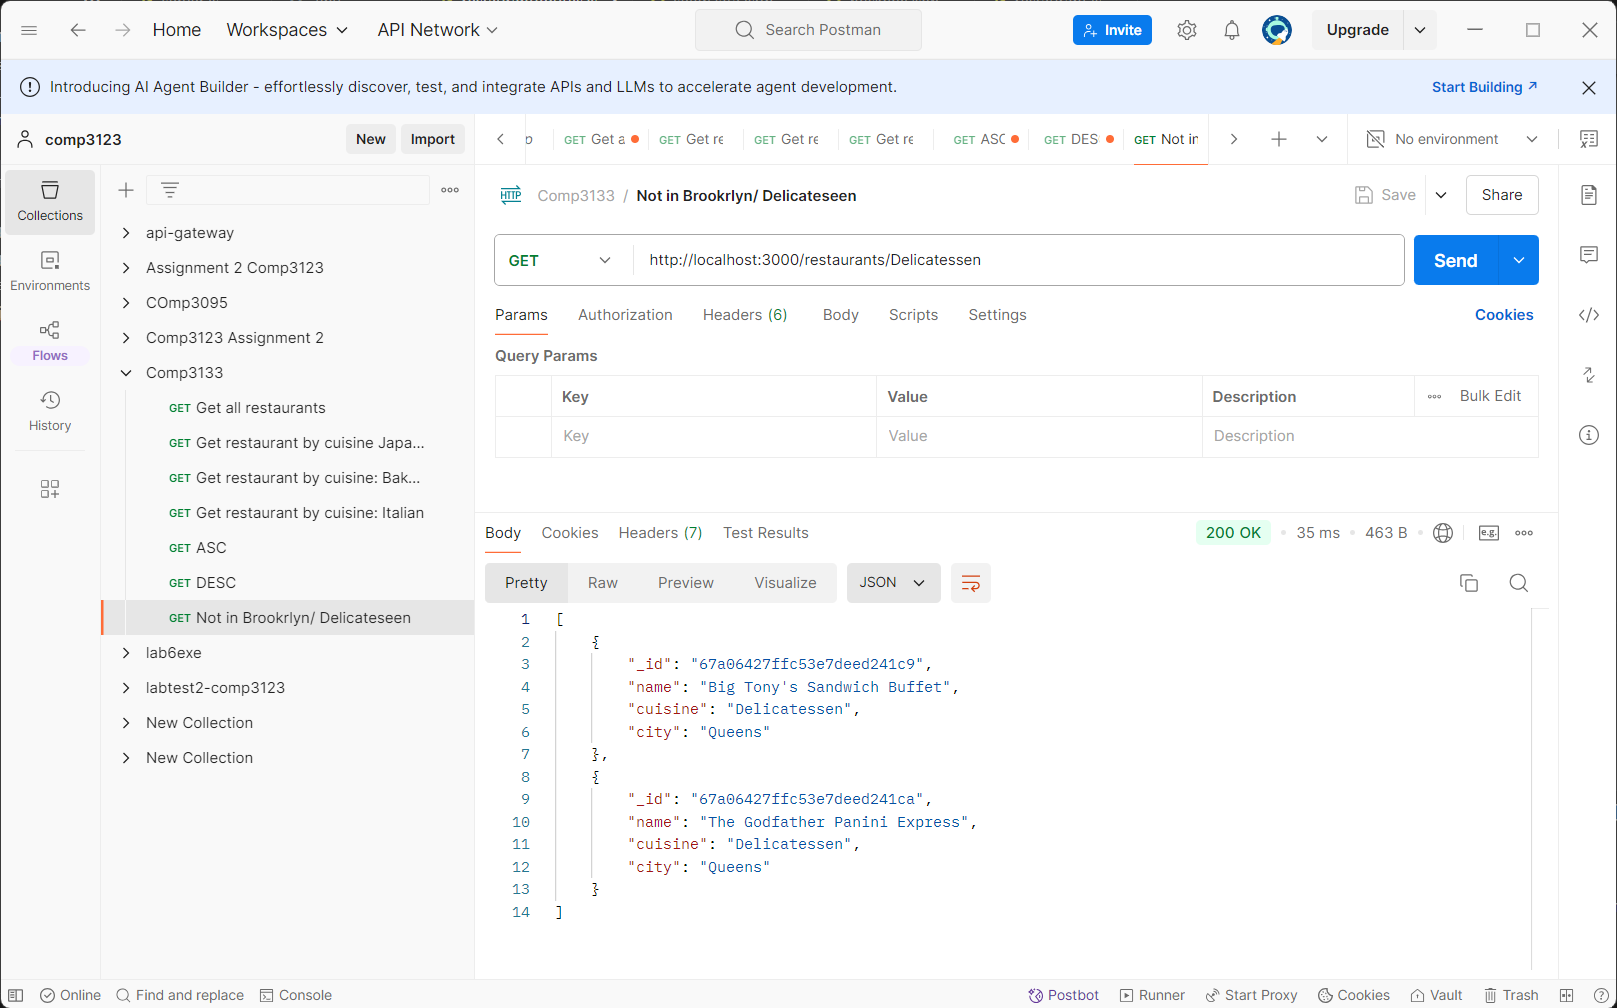 Home Workspaces API Network Search Postman Invite Upgrade
Introducing AI Agent Builder - effortlessly discover, test, and integrate APIs and LLMs to accelerate agent development. Start Building
comp3123 New Import
GET Get a GET Get re GET Get re GET Get re GET ASC GET DES GET Not in No environment
Collections
Environments
Flows
History
api-gateway
Assignment 2 Comp3123
COmp3095
Comp3123 Assignment 2
Comp3133
GET Get all restaurants
GET Get restaurant by cuisine Japa...
GET Get restaurant by cuisine: Bak...
GET Get restaurant by cuisine: Italian
GET ASC
GET DESC
GET Not in Brookrlyn/ Delicateseen
lab6exe
labtest2-comp3123
New Collection
New Collection
HTTP Comp3133 / Not in Brookrlyn/ Delicateseen Save Share
GET http://localhost:3000/restaurants/Delicatessen Send
Params Authorization Headers (6) Body Scripts Settings Cookies
Query Params
Key Value Description Bulk Edit
Key Value Description
Body Cookies Headers (7) Test Results 200 OK 35 ms 463 B e.g.
Pretty Raw Preview Visualize JSON
1 [
2 {
3 "_id": "67a06427ffc53e7deed241c9",
4 "name": "Big Tony's Sandwich Buffet",
5 "cuisine": "Delicatessen",
6 "city": "Queens"
7 },
8 {
9 "_id": "67a06427ffc53e7deed241ca",
10 "name": "The Godfather Panini Express",
11 "cuisine": "Delicatessen",
12 "city": "Queens"
13 }
14 ]
Online Find and replace Console Postbot Runner Start Proxy Cookies Vault Trash